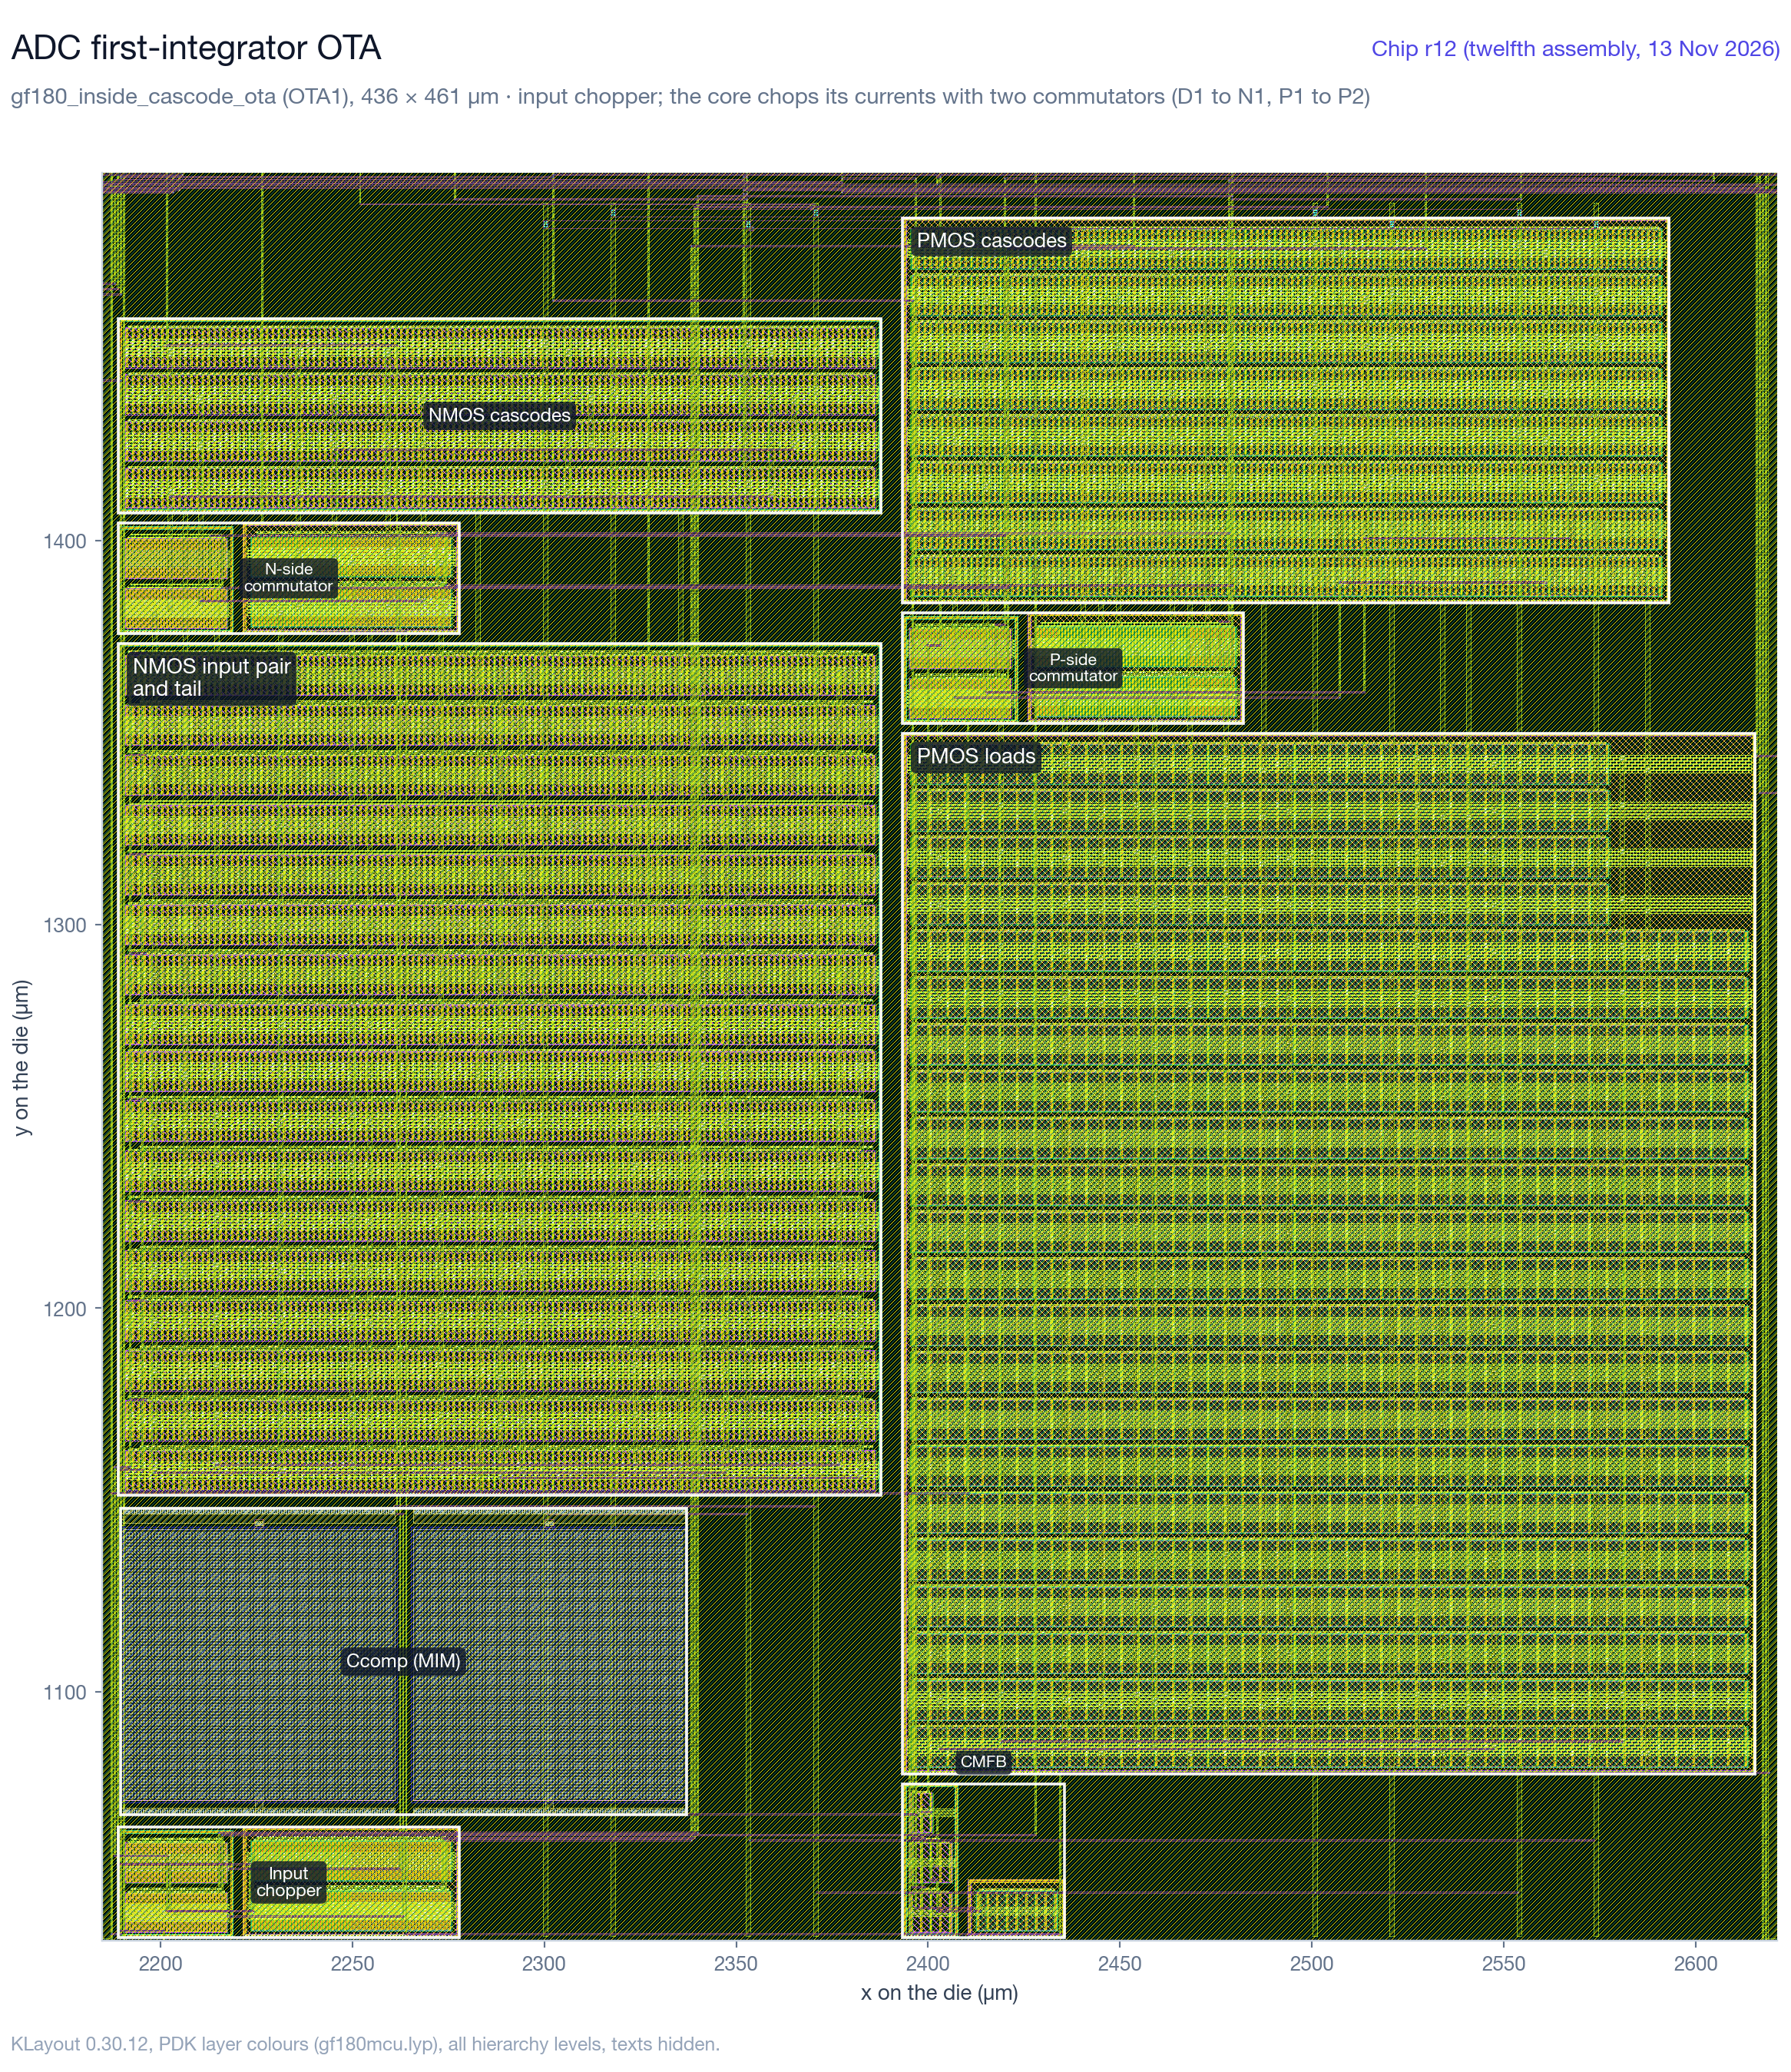 ADC first-integrator OTA
Chip r12 (twelfth assembly, 13 Nov 2026)
gf180_inside_cascode_ota (OTA1), 436 × 461 µm · input chopper; the core chops its currents with two commutators (D1 to N1, P1 to P2)
PMOS cascodes
NMOS cascodes
N-side
commutator
P-side
commutator
NMOS input pair
and tail
PMOS loads
Ccomp (MIM)
CMFB
Input
chopper
1400
1300
1200
1100
y on the die (µm)
2200
2250
2300
2350
2400
2450
2500
2550
2600
x on the die (µm)
KLayout 0.30.12, PDK layer colours (gf180mcu.lyp), all hierarchy levels, texts hidden.